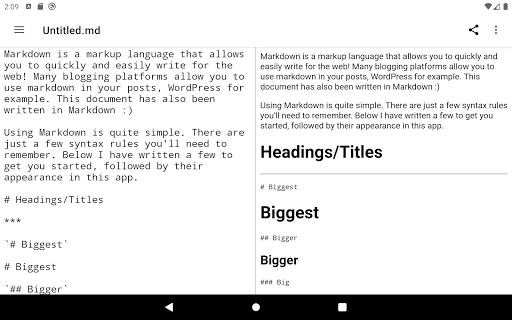 2:09
Untitled.md
Markdown is a markup language that allows
you to quickly and easily write for the
web! Many blogging platforms allow you to
use markdown in your posts, WordPress for
example. This document has also been
written in Markdown :)
Using Markdown is quite simple. There are
just a few syntax rules you'll need to
remember. Below I have written a few to
get you started, followed by their
appearance in this app.
# Headings/Titles
***
`# Biggest`
# Biggest
`## Bigger`
Markdown is a markup language that allows you to quickly and
easily write for the web! Many blogging platforms allow you to
use markdown in your posts, WordPress for example. This
document has also been written in Markdown :)
Using Markdown is quite simple. There are just a few syntax rules
you'll need to remember. Below I have written a few to get you
started, followed by their appearance in this app.
Headings/Titles
# Biggest
Biggest
## Bigger
Bigger
### Big